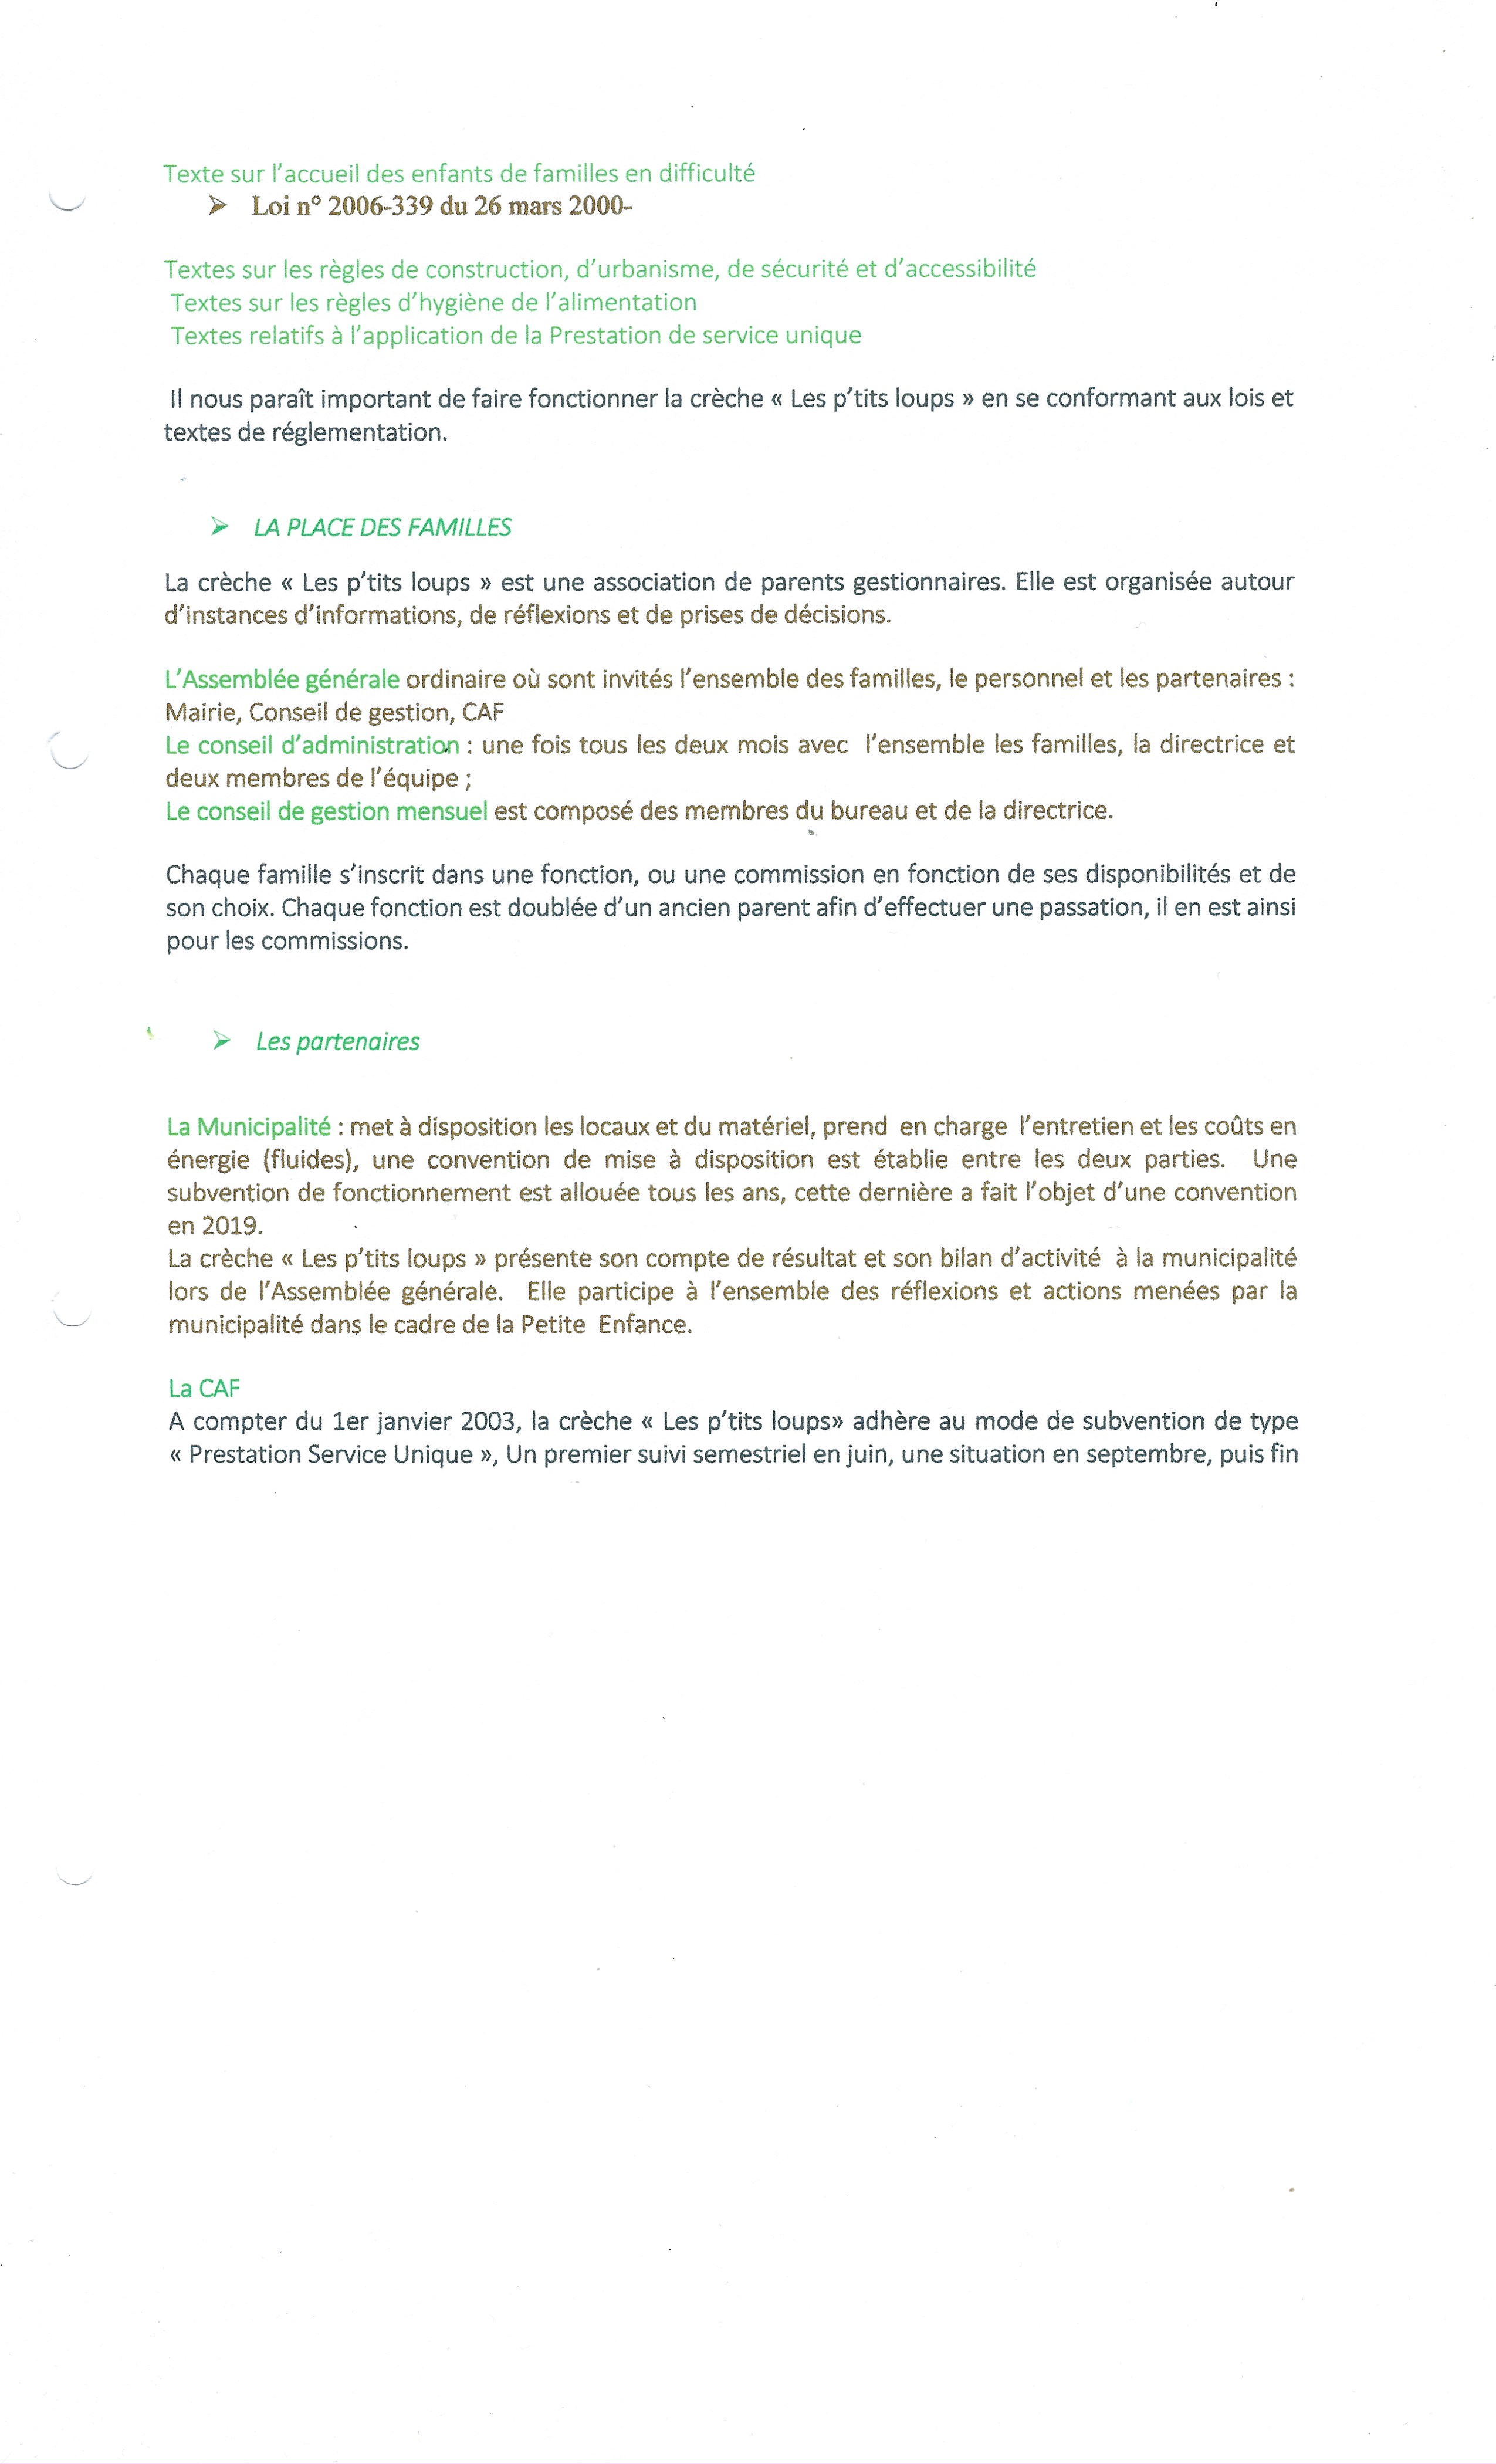 Texte sur l'accueil des enfants de familles en difficulté
➢ Loi n° 2006-339 du 26 mars 2000-
Textes sur les règles de construction, d'urbanisme, de sécurité et d'accessibilité
Textes sur les règles d'hygiène de l'alimentation
Textes relatifs à l'application de la Prestation de service unique
Il nous paraît important de faire fonctionner la crèche « Les p'tits loups » en se conformant aux lois et
textes de réglementation.
➢ LA PLACE DES FAMILLES
La crèche « Les p'tits loups » est une association de parents gestionnaires. Elle est organisée autour
d'instances d'informations, de réflexions et de prises de décisions.
L'Assemblée générale ordinaire où sont invités l'ensemble des familles, le personnel et les partenaires :
Mairie, Conseil de gestion, CAF
Le conseil d'administration : une fois tous les deux mois avec l'ensemble les familles, la directrice et
deux membres de l'équipe ;
Le conseil de gestion mensuel est composé des membres du bureau et de la directrice.
Chaque famille s'inscrit dans une fonction, ou une commission en fonction de ses disponibilités et de
son choix. Chaque fonction est doublée d'un ancien parent afin d'effectuer une passation, il en est ainsi
pour les commissions.
➢ Les partenaires
La Municipalité : met à disposition les locaux et du matériel, prend en charge l'entretien et les coûts en
énergie (fluides), une convention de mise à disposition est établie entre les deux parties. Une
subvention de fonctionnement est allouée tous les ans, cette dernière a fait l'objet d'une convention
en 2019.
La crèche « Les p'tits loups » présente son compte de résultat et son bilan d'activité à la municipalité
lors de l'Assemblée générale. Elle participe à l'ensemble des réflexions et actions menées par la
municipalité dans le cadre de la Petite Enfance.
La CAF
A compter du 1er janvier 2003, la crèche « Les p'tits loups» adhère au mode de subvention de type
« Prestation Service Unique », Un premier suivi semestriel en juin, une situation en septembre, puis fin